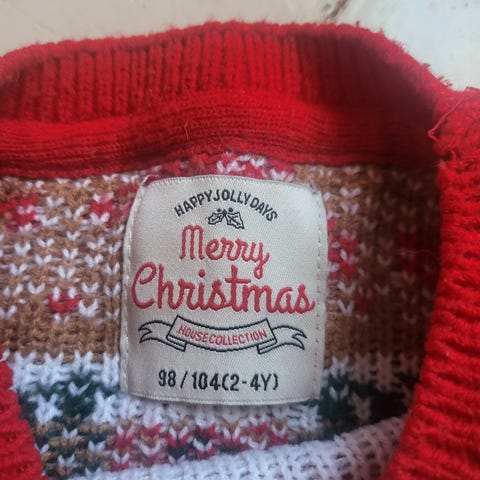 HAPPYJOLLYDAYS
Merry
Christmas
HOUSECOLLECTION
98/104(2-4Y)